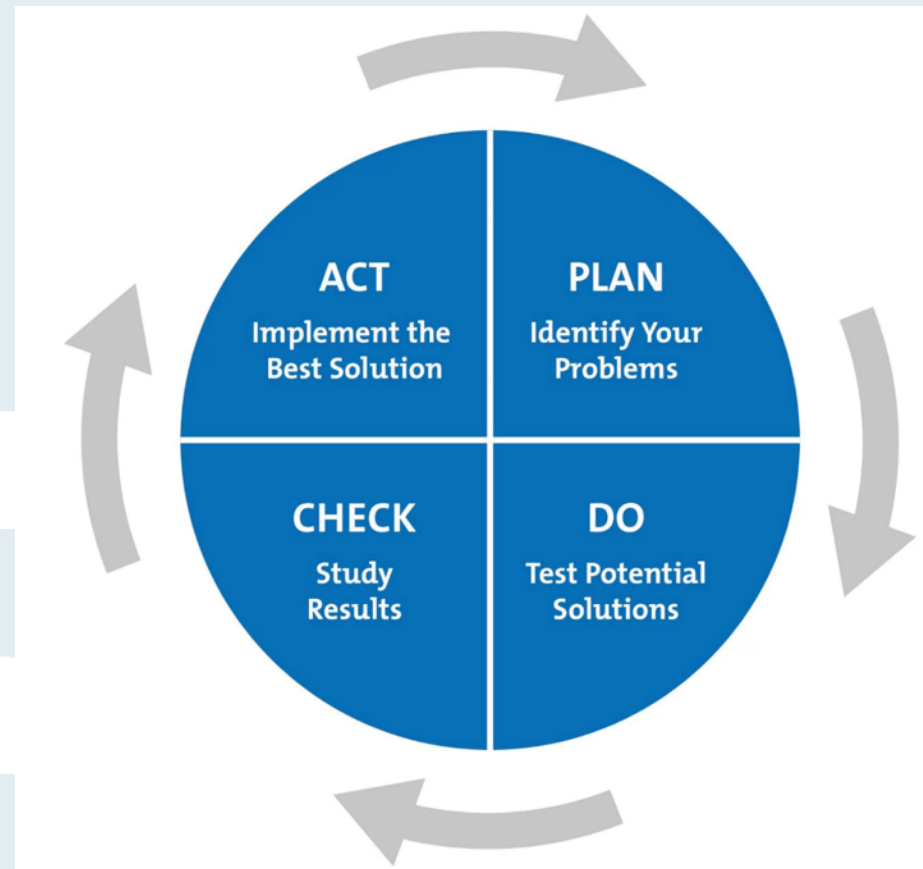 ACT
Implement the
Best Solution
PLAN
Identify Your
Problems
CHECK
Study
Results
DO
Test Potential
Solutions